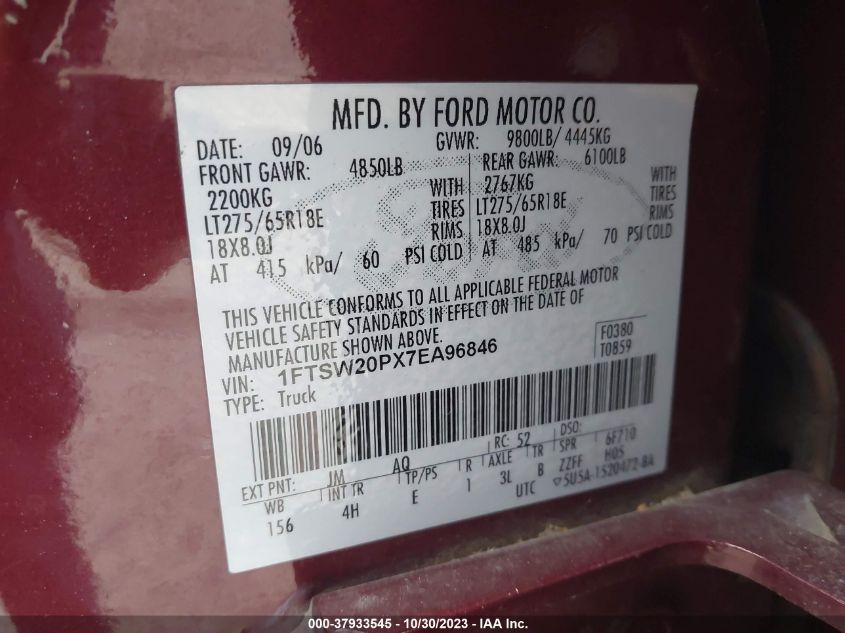 MFD. BY FORD MOTOR CO.
DATE: 09/06 GVWR: 9800LB/ 4445KG
FRONT GAWR: 4850LB REAR GAWR: 6100LB
2200KG WITH 2767KG WITH
LT275/65R18E TIRES LT275/65R18E TIRES
18X8.0J RIMS 18X8.0J RIMS
AT 415 kPa/ 60 PSI COLD AT 485 kPa/ 70 PSI COLD
THIS VEHICLE CONFORMS TO ALL APPLICABLE FEDERAL MOTOR
VEHICLE SAFETY STANDARDS IN EFFECT ON THE DATE OF
MANUFACTURE SHOWN ABOVE. F0380
VIN: 1FTSW20PX7EA96846 T0859
TYPE: Truck
EXT PNT: JM AQ RC: 52 DSO:
WB INT TR TP/PS R AXLE TR SPR 6F710
156 4H E 1 3L B ZZFF H05
UTC ▽5U5A-1520472-BA
000-37933545 - 10/30/2023 - IAA Inc.